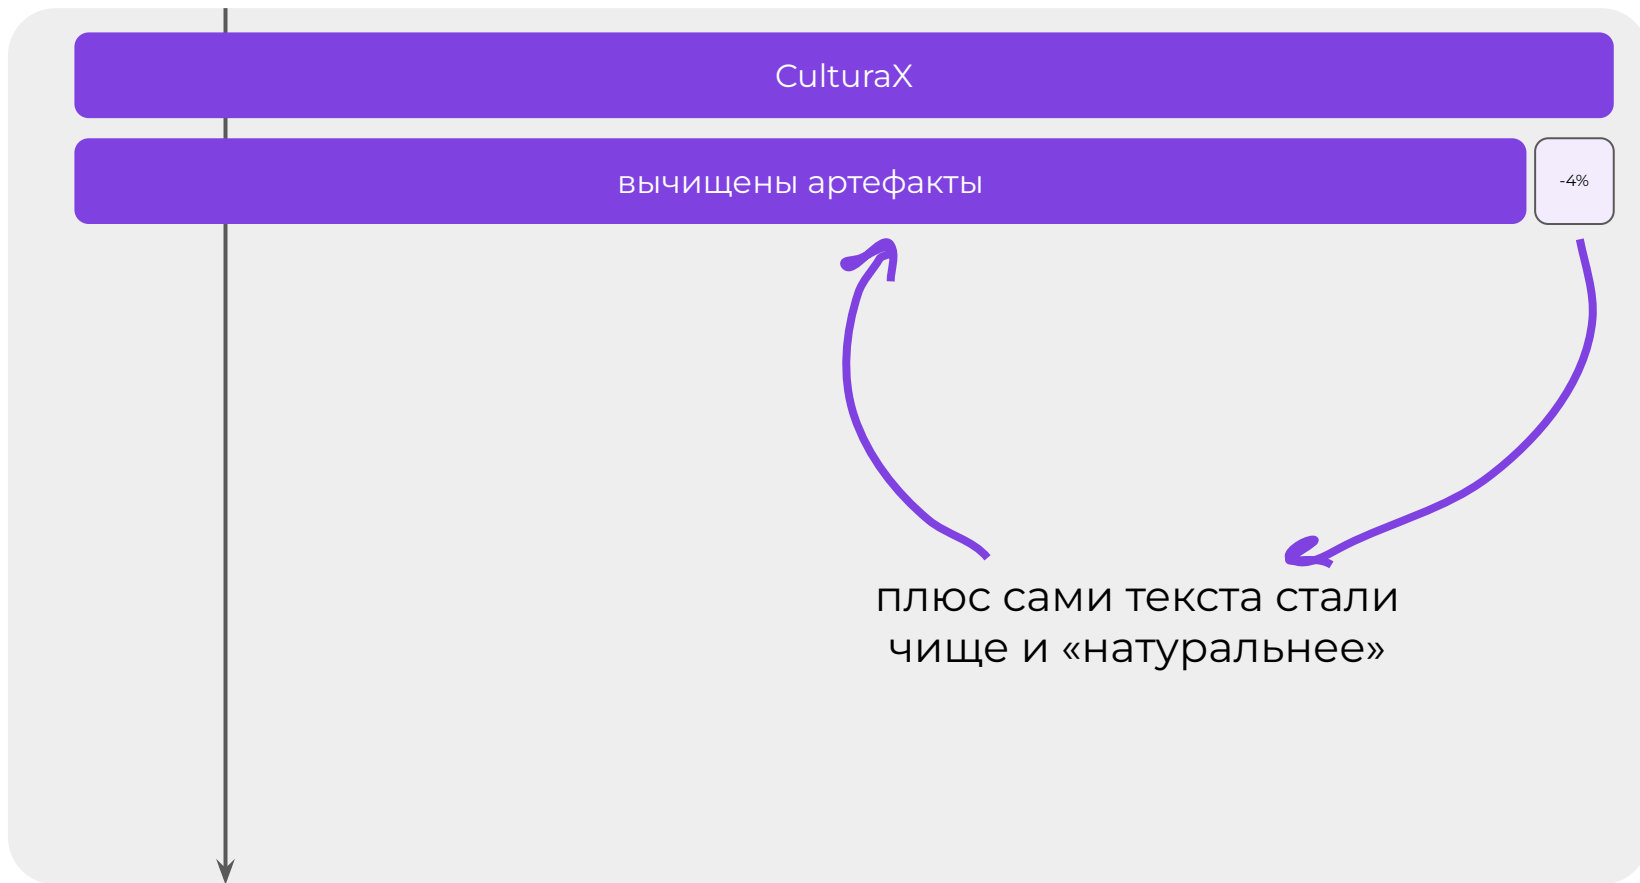 CulturaX
вычищены артефакты
-4%
плюс сами текста стали
чище и «натуральнее»